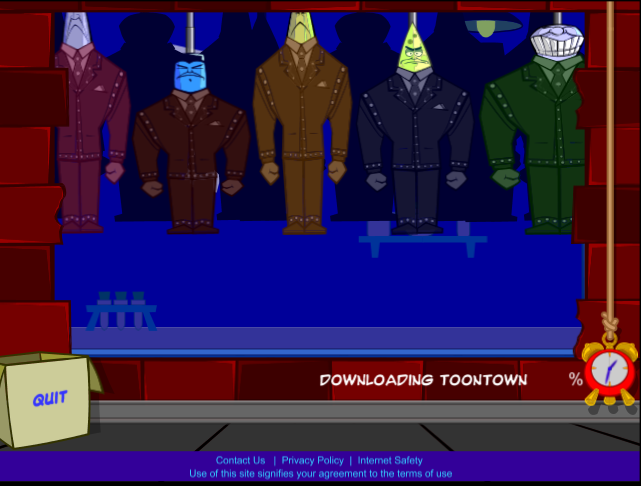 QUIT
DOWNLOADING TOONTOWN %
Contact Us | Privacy Policy | Internet Safety
Use of this site signifies your agreement to the terms of use